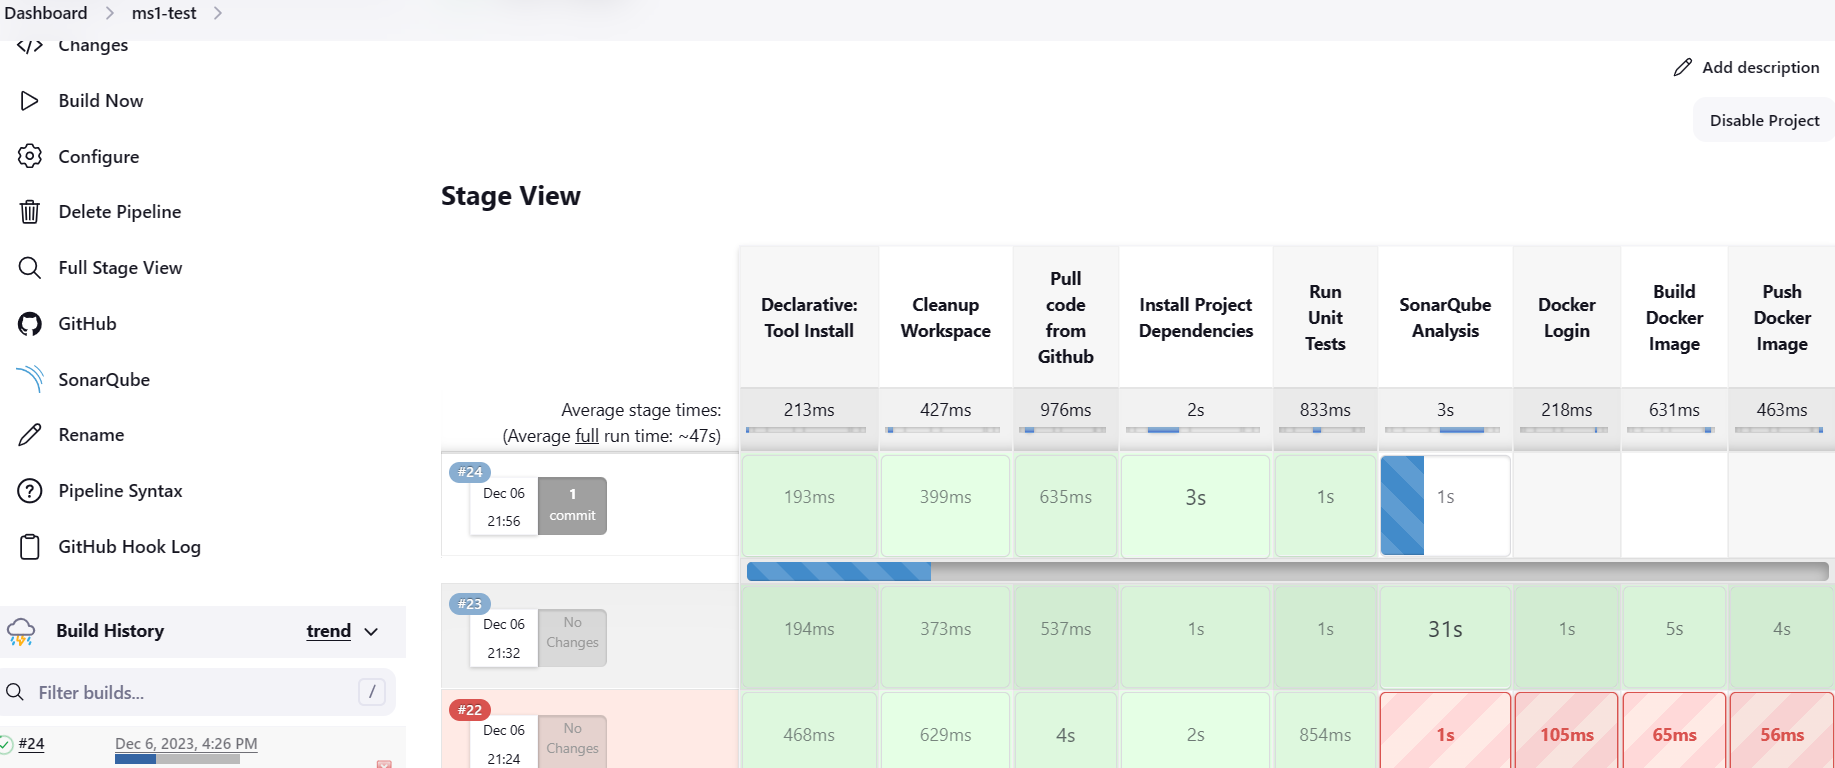 Dashboard
ms1-test
Changes
Build Now
Configure
Delete Pipeline
Full Stage View
GitHub
SonarQube
Rename
Pipeline Syntax
GitHub Hook Log
Build History
trend
Filter builds...
/
#24
Dec 6, 2023, 4:26 PM
Add description
Disable Project
Stage View
Declarative:
Tool Install
Cleanup
Workspace
Pull
code
from
Github
Install Project
Dependencies
Run
Unit
Tests
SonarQube
Analysis
Docker
Login
Build
Docker
Image
Push
Docker
Image
Average stage times:
(Average full run time: ~47s)
213ms
427ms
976ms
2s
833ms
3s
218ms
631ms
463ms
#24
Dec 06
21:56
1
commit
193ms
399ms
635ms
3s
1s
1s
#23
Dec 06
21:32
No
Changes
194ms
373ms
537ms
1s
1s
31s
1s
5s
4s
#22
Dec 06
21:24
No
Changes
468ms
629ms
4s
2s
854ms
1s
105ms
65ms
56ms